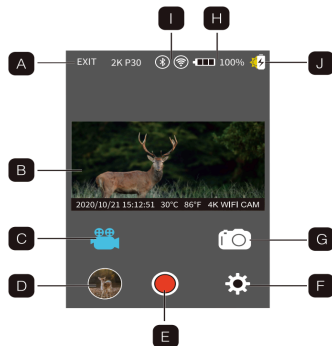 I H
A EXIT 2K P30 100% J
B
2020/10/21 15:12:51 30°C 86°F 4K WIFI CAM
C G
D F
E